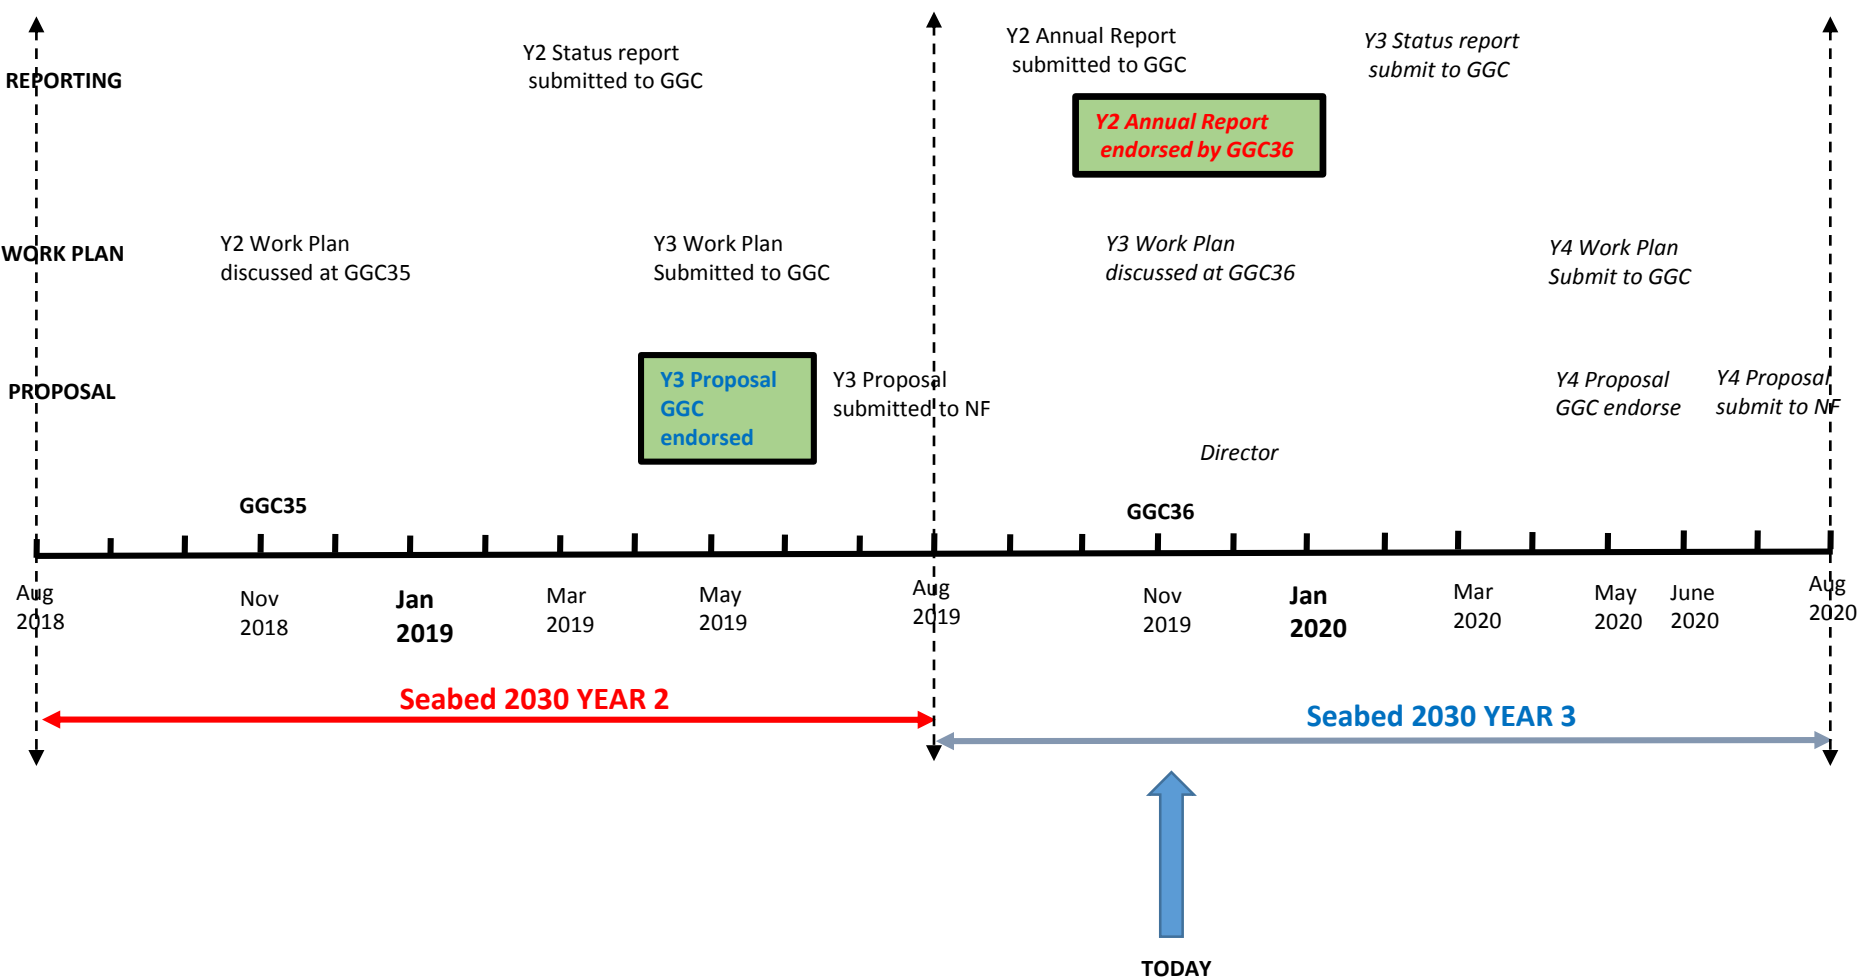 REPORTING
Y2 Status report
submitted to GGC
Y2 Annual Report
submitted to GGC
Y3 Status report
submit to GGC
Y2 Annual Report
endorsed by GGC36
WORK PLAN
Y2 Work Plan
discussed at GGC35
Y3 Work Plan
Submitted to GGC
Y3 Work Plan
discussed at GGC36
Y4 Work Plan
Submit to GGC
PROPOSAL
Y3 Proposal
GGC
endorsed
Y3 Proposal
submitted to NF
Y4 Proposal
GGC endorse
Y4 Proposal
submit to NF
Director
GGC35
GGC36
Aug
2018
Nov
2018
Jan
2019
Mar
2019
May
2019
Aug
2019
Nov
2019
Jan
2020
Mar
2020
May
2020
June
2020
Aug
2020
Seabed 2030 YEAR 2
Seabed 2030 YEAR 3
TODAY